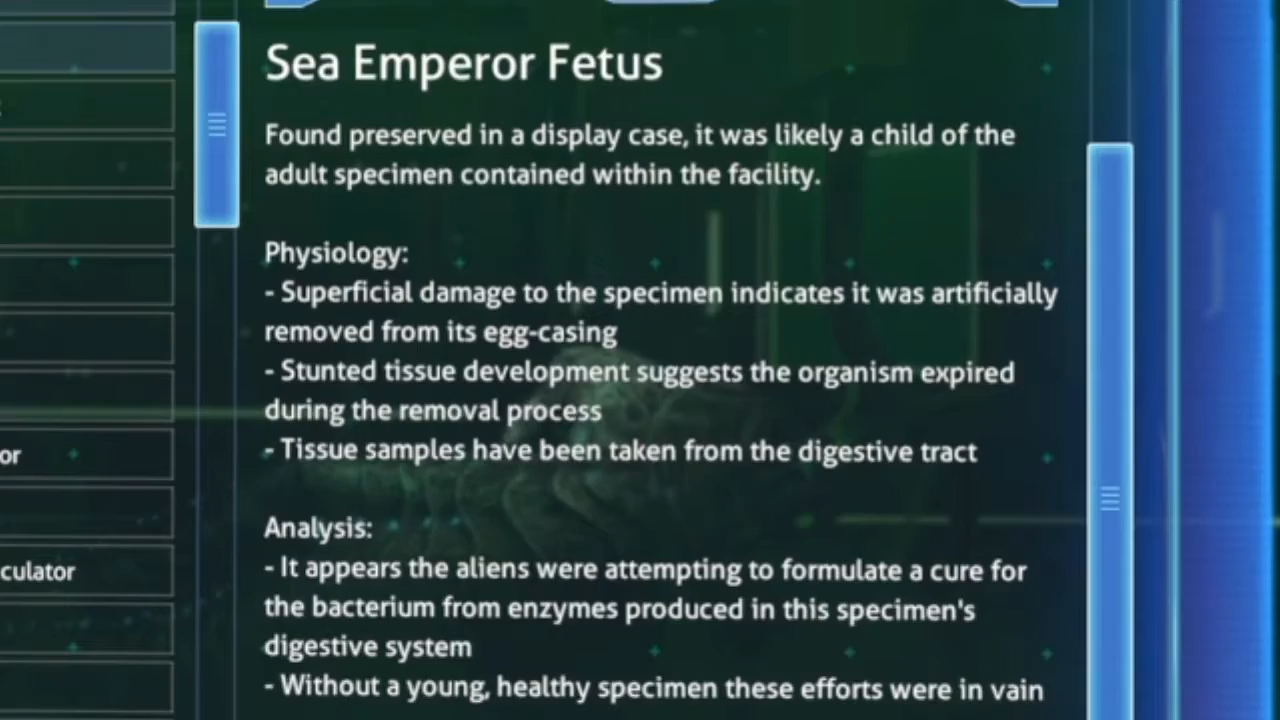 Sea Emperor Fetus
Found preserved in a display case, it was likely a child of the
adult specimen contained within the facility.
Physiology:
- Superficial damage to the specimen indicates it was artificially
removed from its egg-casing
- Stunted tissue development suggests the organism expired
during the removal process
- Tissue samples have been taken from the digestive tract
or
Analysis:
- It appears the aliens were attempting to formulate a cure for
culator
the bacterium from enzymes produced in this specimen's
digestive system
- Without a young, healthy specimen these efforts were in vain